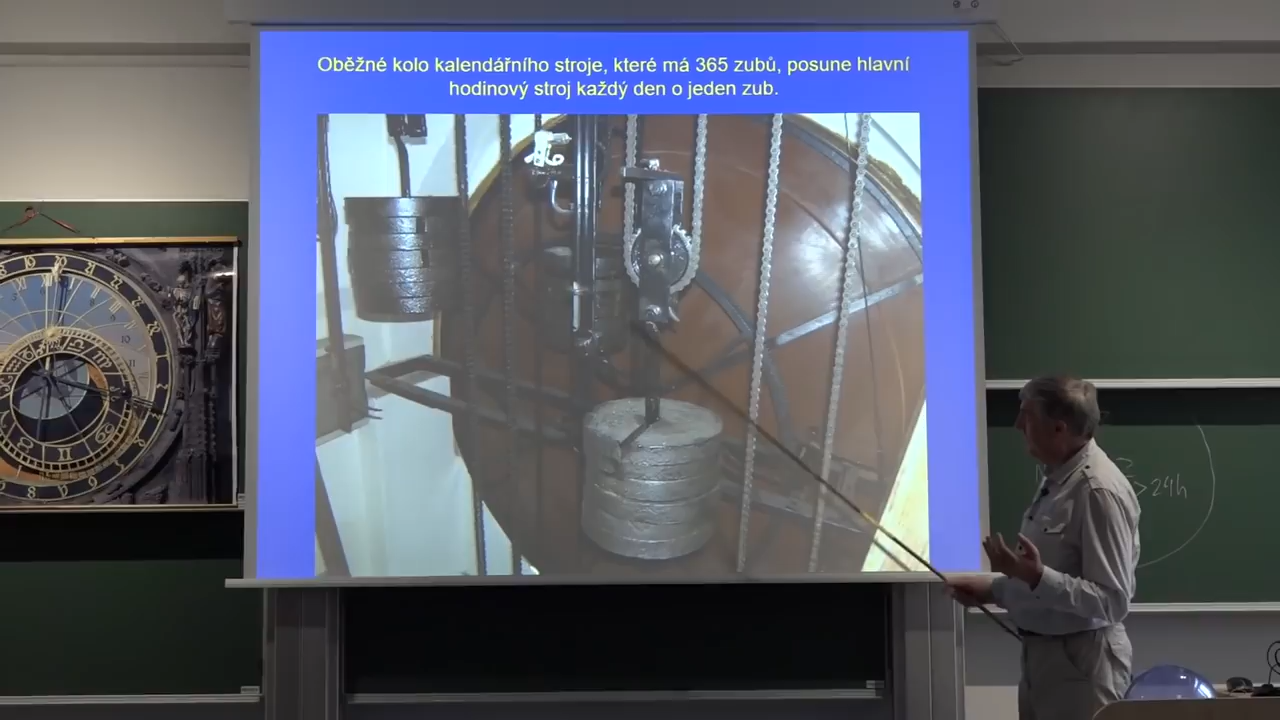 Oběžné kolo kalendářního stroje, které má 365 zubů, posune hlavní
hodinový stroj každý den o jeden zub.
>24h